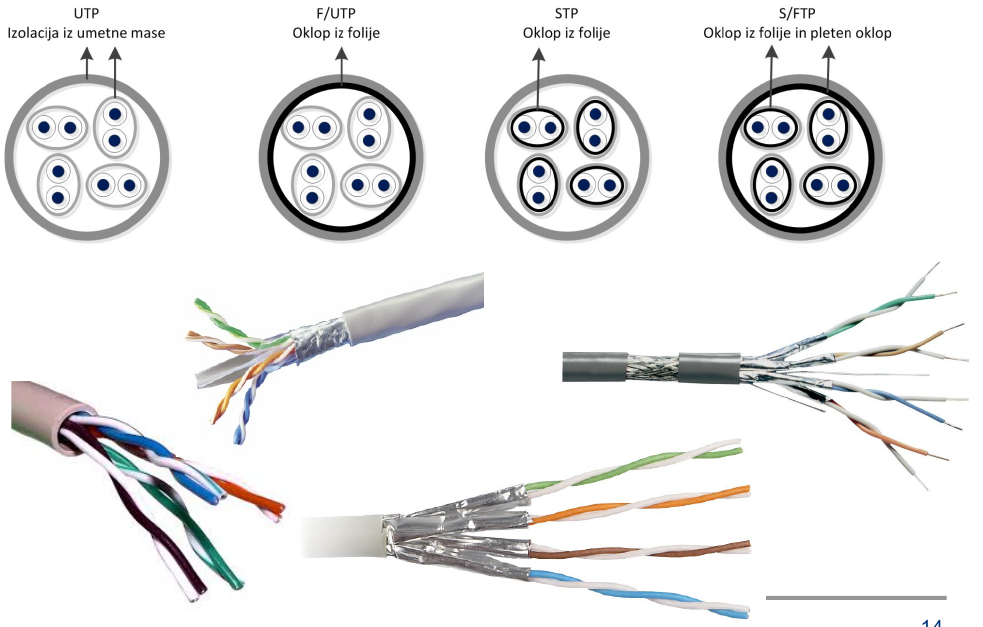 UTP
Izolacija iz umetne mase
F/UTP
Oklop iz folije
STP
Oklop iz folije
S/FTP
Oklop iz folije in pleten oklop
14